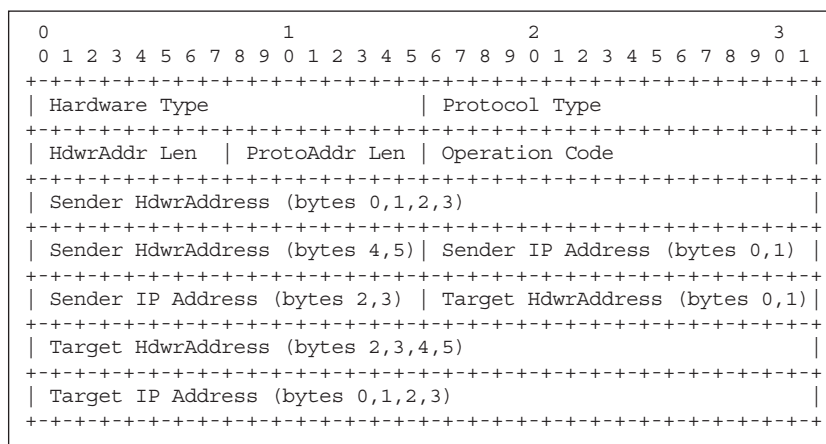 0                   1                   2                   3
0 1 2 3 4 5 6 7 8 9 0 1 2 3 4 5 6 7 8 9 0 1 2 3 4 5 6 7 8 9 0 1
+-+-+-+-+-+-+-+-+-+-+-+-+-+-+-+-+-+-+-+-+-+-+-+-+-+-+-+-+-+-+-+-+
| Hardware Type                 | Protocol Type                 |
+-+-+-+-+-+-+-+-+-+-+-+-+-+-+-+-+-+-+-+-+-+-+-+-+-+-+-+-+-+-+-+-+
| HdwrAddr Len  | ProtoAddr Len | Operation Code                |
+-+-+-+-+-+-+-+-+-+-+-+-+-+-+-+-+-+-+-+-+-+-+-+-+-+-+-+-+-+-+-+-+
| Sender HdwrAddress (bytes 0,1,2,3)                            |
+-+-+-+-+-+-+-+-+-+-+-+-+-+-+-+-+-+-+-+-+-+-+-+-+-+-+-+-+-+-+-+-+
| Sender HdwrAddress (bytes 4,5)| Sender IP Address (bytes 0,1) |
+-+-+-+-+-+-+-+-+-+-+-+-+-+-+-+-+-+-+-+-+-+-+-+-+-+-+-+-+-+-+-+-+
| Sender IP Address (bytes 2,3) | Target HdwrAddress (bytes 0,1)|
+-+-+-+-+-+-+-+-+-+-+-+-+-+-+-+-+-+-+-+-+-+-+-+-+-+-+-+-+-+-+-+-+
| Target HdwrAddress (bytes 2,3,4,5)                            |
+-+-+-+-+-+-+-+-+-+-+-+-+-+-+-+-+-+-+-+-+-+-+-+-+-+-+-+-+-+-+-+-+
| Target IP Address (bytes 0,1,2,3)                             |
+-+-+-+-+-+-+-+-+-+-+-+-+-+-+-+-+-+-+-+-+-+-+-+-+-+-+-+-+-+-+-+-+